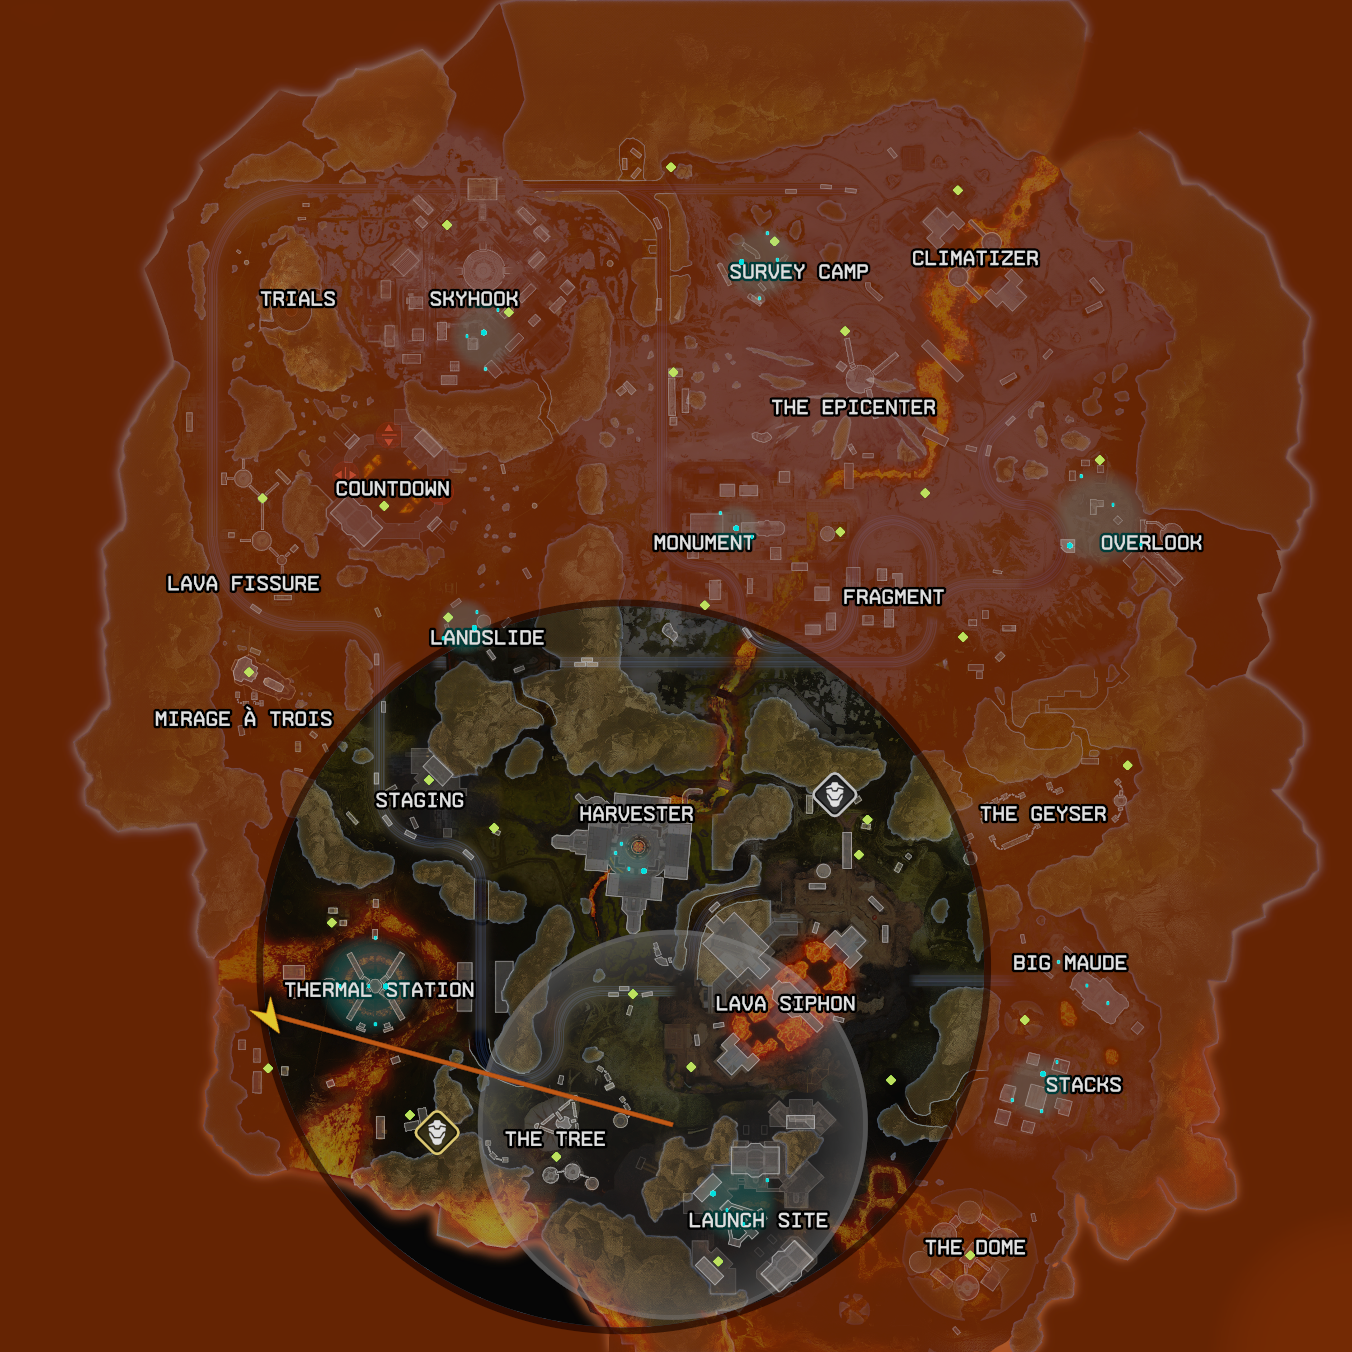 CLIMATIZER
SURVEY CAMP
TRIALS
SKYHOOK
THE EPICENTER
COUNTDOWN
MONUMENT
OVERLOOK
LAVA FISSURE
FRAGMENT
LANDSLIDE
MIRAGE À TROIS
STAGING
HARVESTER
THE GEYSER
BIG MAUDE
THERMAL STATION
LAVA SIPHON
STACKS
THE TREE
LAUNCH SITE
THE DOME